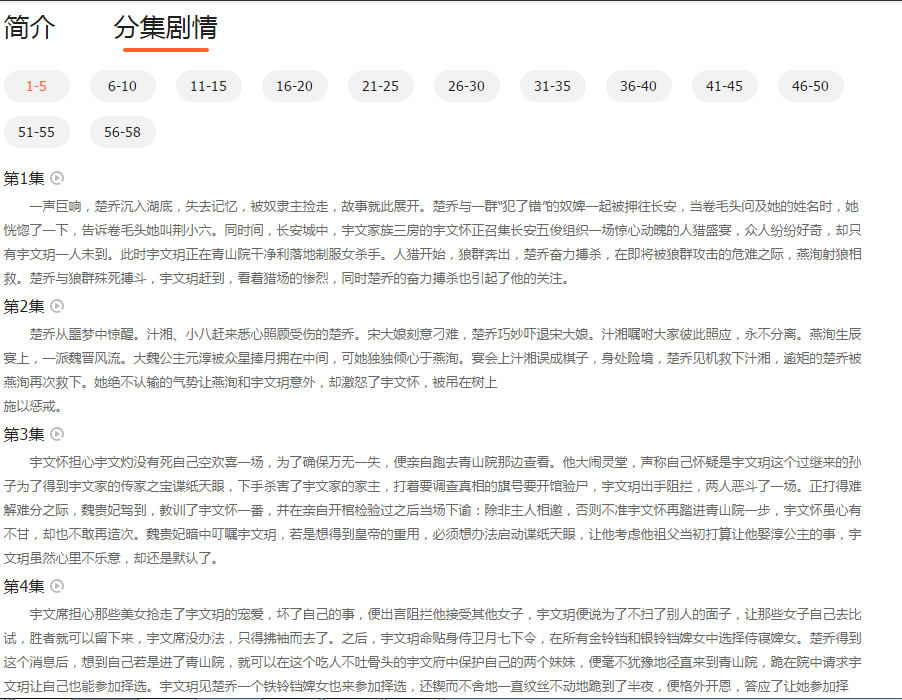 简介 分集剧情
1-5 6-10 11-15 16-20 21-25 26-30 31-35 36-40 41-45 46-50
51-55 56-58
第1集
一声巨响，楚乔沉入湖底，失去记忆，被奴隶主捡走，故事就此展开。楚乔与一群“犯了错”的奴婢一起被押往长安，当卷毛头问及她的姓名时，她
恍惚了一下，告诉卷毛头她叫荆小六。同时间，长安城中，宇文家族三房的宇文怀正召集长安五俊组织一场惊心动魄的人猎盛宴，众人纷纷好奇，却只
有宇文玥一人未到。此时宇文玥正在青山院干净利落地制服女杀手。人猎开始，狼群奔出，楚乔奋力搏杀，在即将被狼群攻击的危难之际，燕洵射狼相
救。楚乔与狼群殊死搏斗，宇文玥赶到，看着猎场的惨烈，同时楚乔的奋力搏杀也引起了他的关注。
第2集
楚乔从噩梦中惊醒。汁湘、小八赶来悉心照顾受伤的楚乔。宋大娘刻意刁难，楚乔巧妙吓退宋大娘。汁湘嘱咐大家彼此照应，永不分离。燕洵生辰
宴上，一派魏晋风流。大魏公主元淳被众星捧月拥在中间，可她独独倾心于燕洵。宴会上汁湘误成棋子，身处险境，楚乔见机救下汁湘，逾矩的楚乔被
燕洵再次救下。她绝不认输的气势让燕洵和宇文玥意外，却激怒了宇文怀，被吊在树上
施以惩戒。
第3集
宇文怀担心宇文灼没有死自己空欢喜一场，为了确保万无一失，便亲自跑去青山院那边查看。他大闹灵堂，声称自己怀疑是宇文玥这个过继来的孙
子为了得到宇文家的传家之宝谍纸天眼，下手杀害了宇文家的家主，打着要调查真相的旗号要开馆验尸，宇文玥出手阻拦，两人恶斗了一场。正打得难
解难分之际，魏贵妃驾到，教训了宇文怀一番，并在亲自开棺检验过之后当场下谕：除非主人相邀，否则不准宇文怀再踏进青山院一步，宇文怀虽心有
不甘，却也不敢再造次。魏贵妃暗中叮嘱宇文玥，若是想得到皇帝的重用，必须想办法启动谍纸天眼，让他考虑他祖父当初打算让他娶淳公主的事，宇
文玥虽然心里不乐意，却还是默认了。
第4集
宇文席担心那些美女抢走了宇文玥的宠爱，坏了自己的事，便出言阻拦他接受其他女子，宇文玥便说为了不扫了别人的面子，让那些女子自己去比
试，胜者就可以留下来，宇文席没办法，只得拂袖而去了。之后，宇文玥命贴身侍卫月七下令，在所有金铃铛和银铃铛婢女中选择侍寝婢女。楚乔得到
这个消息后，想到自己若是进了青山院，就可以在这个吃人不吐骨头的宇文府中保护自己的两个妹妹，便毫不犹豫地径直来到青山院，跪在院中请求宇
文玥让自己也能参加择选。宇文玥见楚乔一个铁铃铛婢女也来参加择选，还锲而不舍地一直纹丝不动地跪到了半夜，便格外开恩，答应了让她参加择